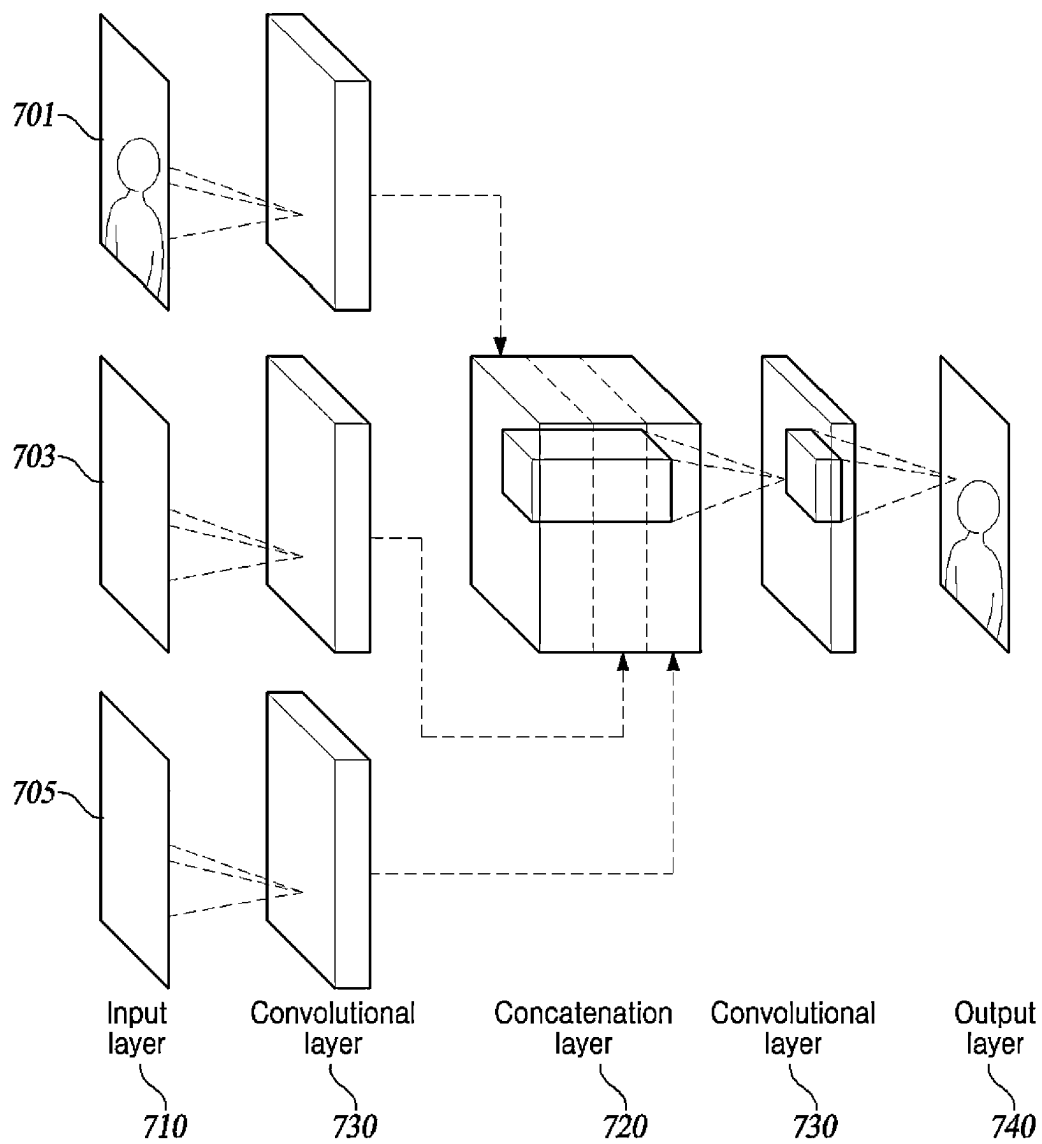 701
703
705
Input layer
Convolutional layer
Concatenation layer
Convolutional layer
Output layer
710
730
720
730
740